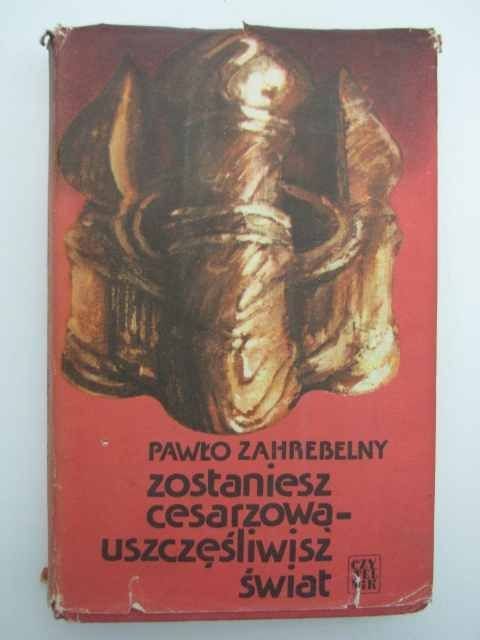 PAWŁO ZAHREBELNY
zostaniesz
cesarzową-
uszczęśliwisz
świat
CZY
TEL
NIK